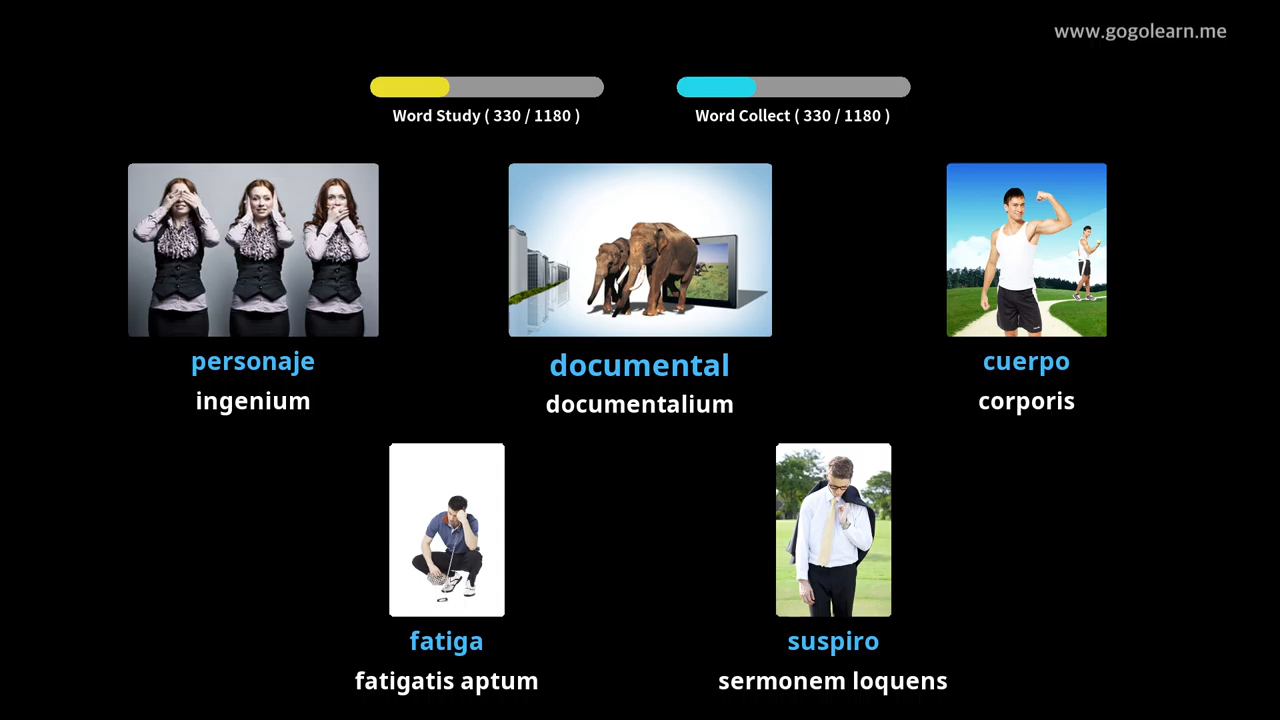 www.gogolearn.me
Word Study ( 330 / 1180 )
Word Collect ( 330 / 1180 )
personaje
ingenium
documental
documentalium
cuerpo
corporis
fatiga
fatigatis aptum
suspiro
sermonem loquens